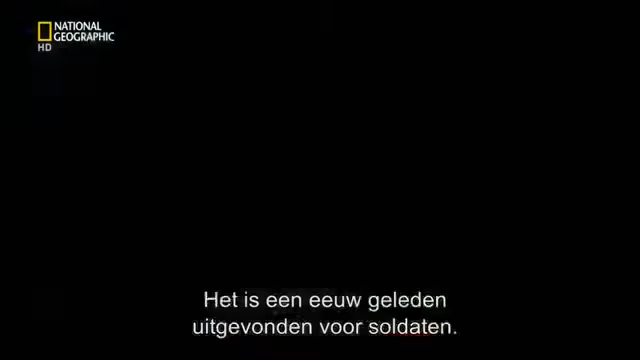 NATIONAL
GEOGRAPHIC
HD
Het is een eeuw geleden
uitgevonden voor soldaten.